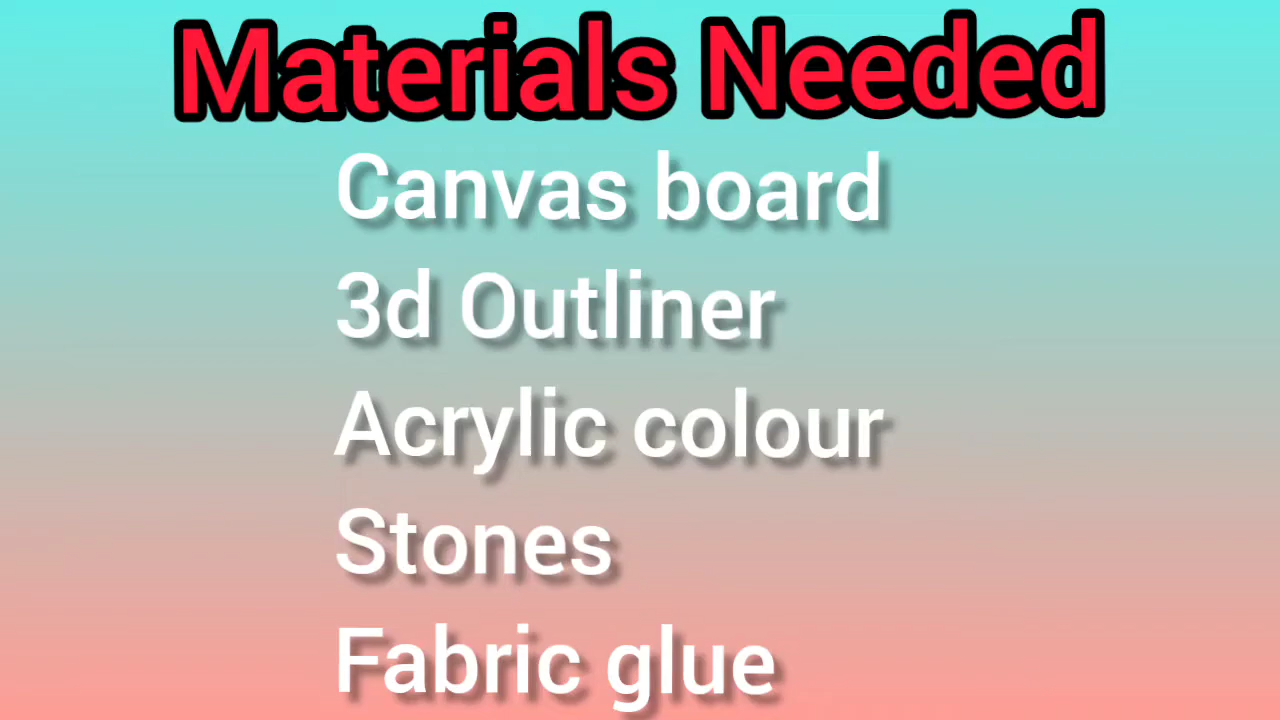 Materials Needed
Canvas board
3d Outliner
Acrylic colour
Stones
Fabric glue